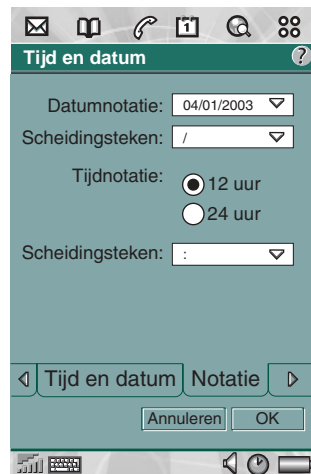 Tijd en datum ?
Datumnotatie: 04/01/2003
Scheidingsteken: /
Tijdnotatie: 12 uur
24 uur
Scheidingsteken: :
Tijd en datum Notatie
Annuleren OK